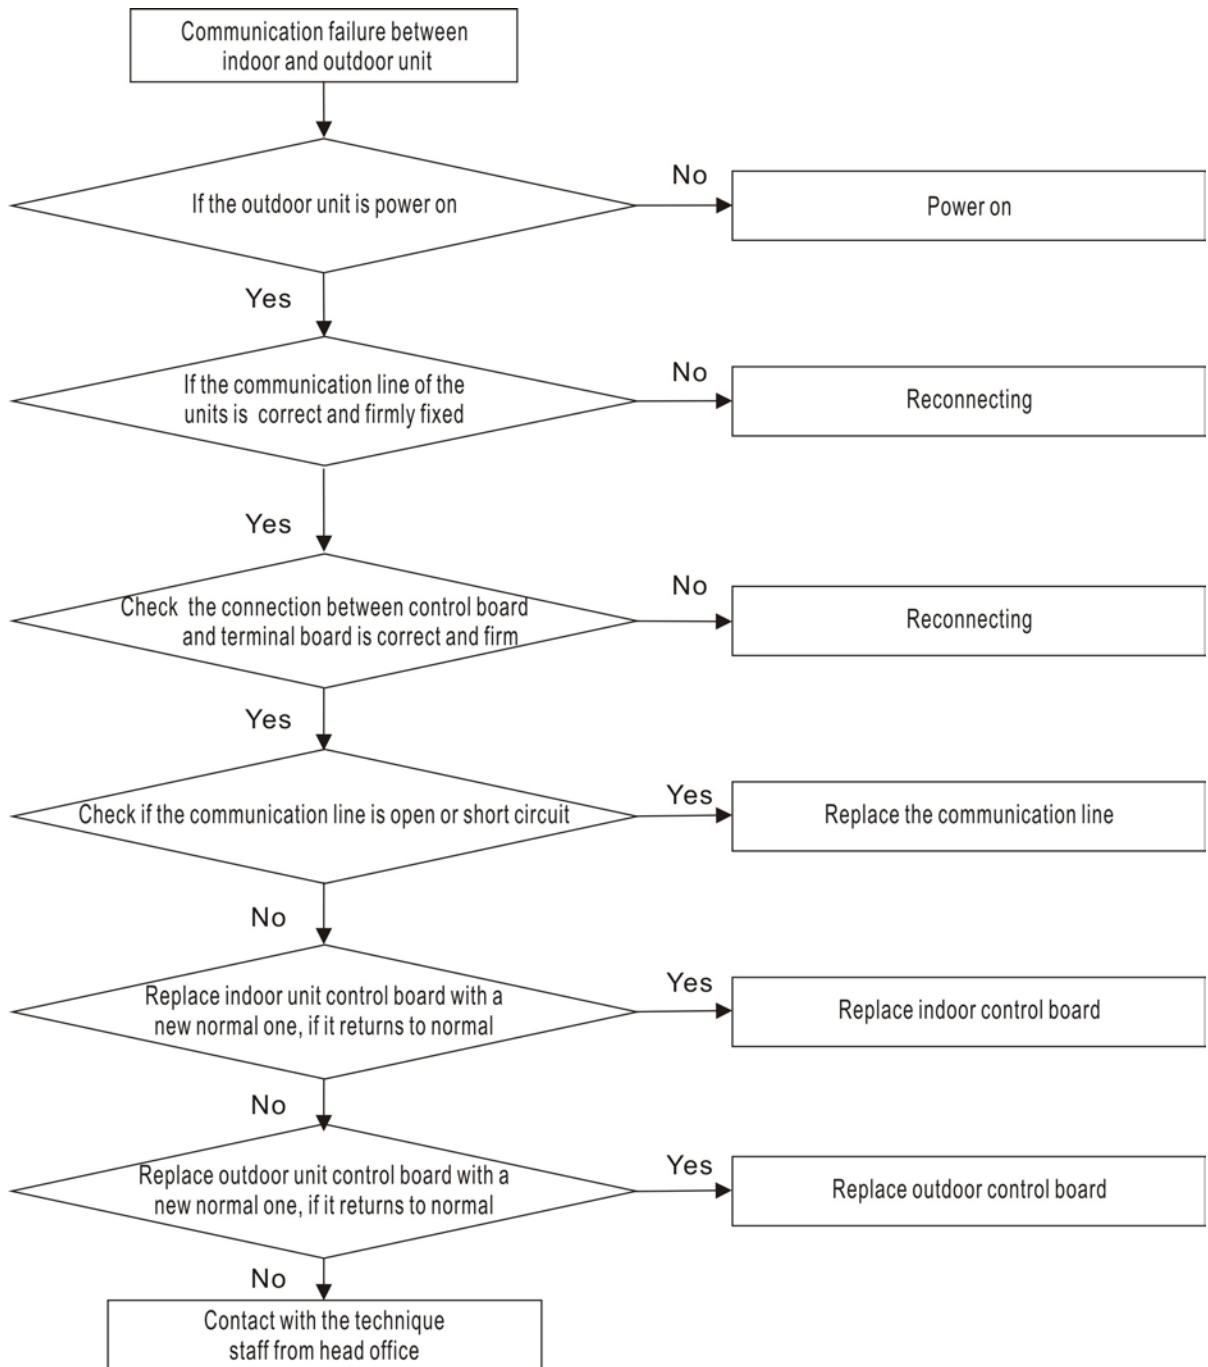 Communication failure between
indoor and outdoor unit
If the outdoor unit is power on
No
Power on
Yes
If the communication line of the
units is correct and firmly fixed
No
Reconnecting
Yes
Check the connection between control board
and terminal board is correct and firm
No
Reconnecting
Yes
Check if the communication line is open or short circuit
Yes
Replace the communication line
No
Replace indoor unit control board with a
new normal one, if it returns to normal
Yes
Replace indoor control board
No
Replace outdoor unit control board with a
new normal one, if it returns to normal
Yes
Replace outdoor control board
No
Contact with the technique
staff from head office